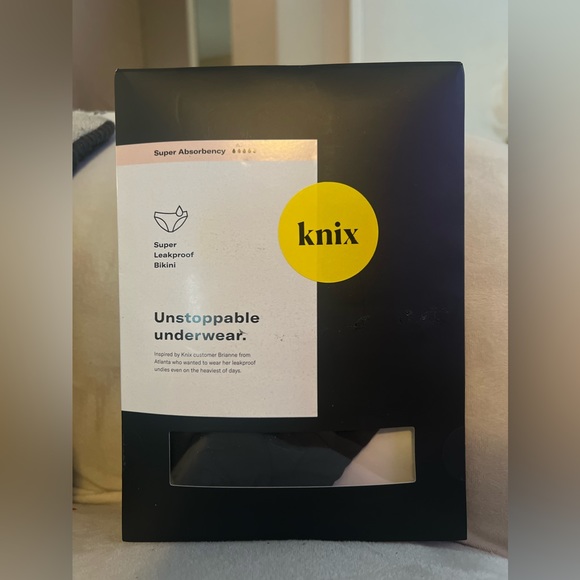 Super Absorbency
knix
Super
Leakproof
Bikini
Unstoppable
underwear.
Inspired by Knix customer Brianne from
Atlanta who wanted to wear her leakproof
undies even on the heaviest of days.